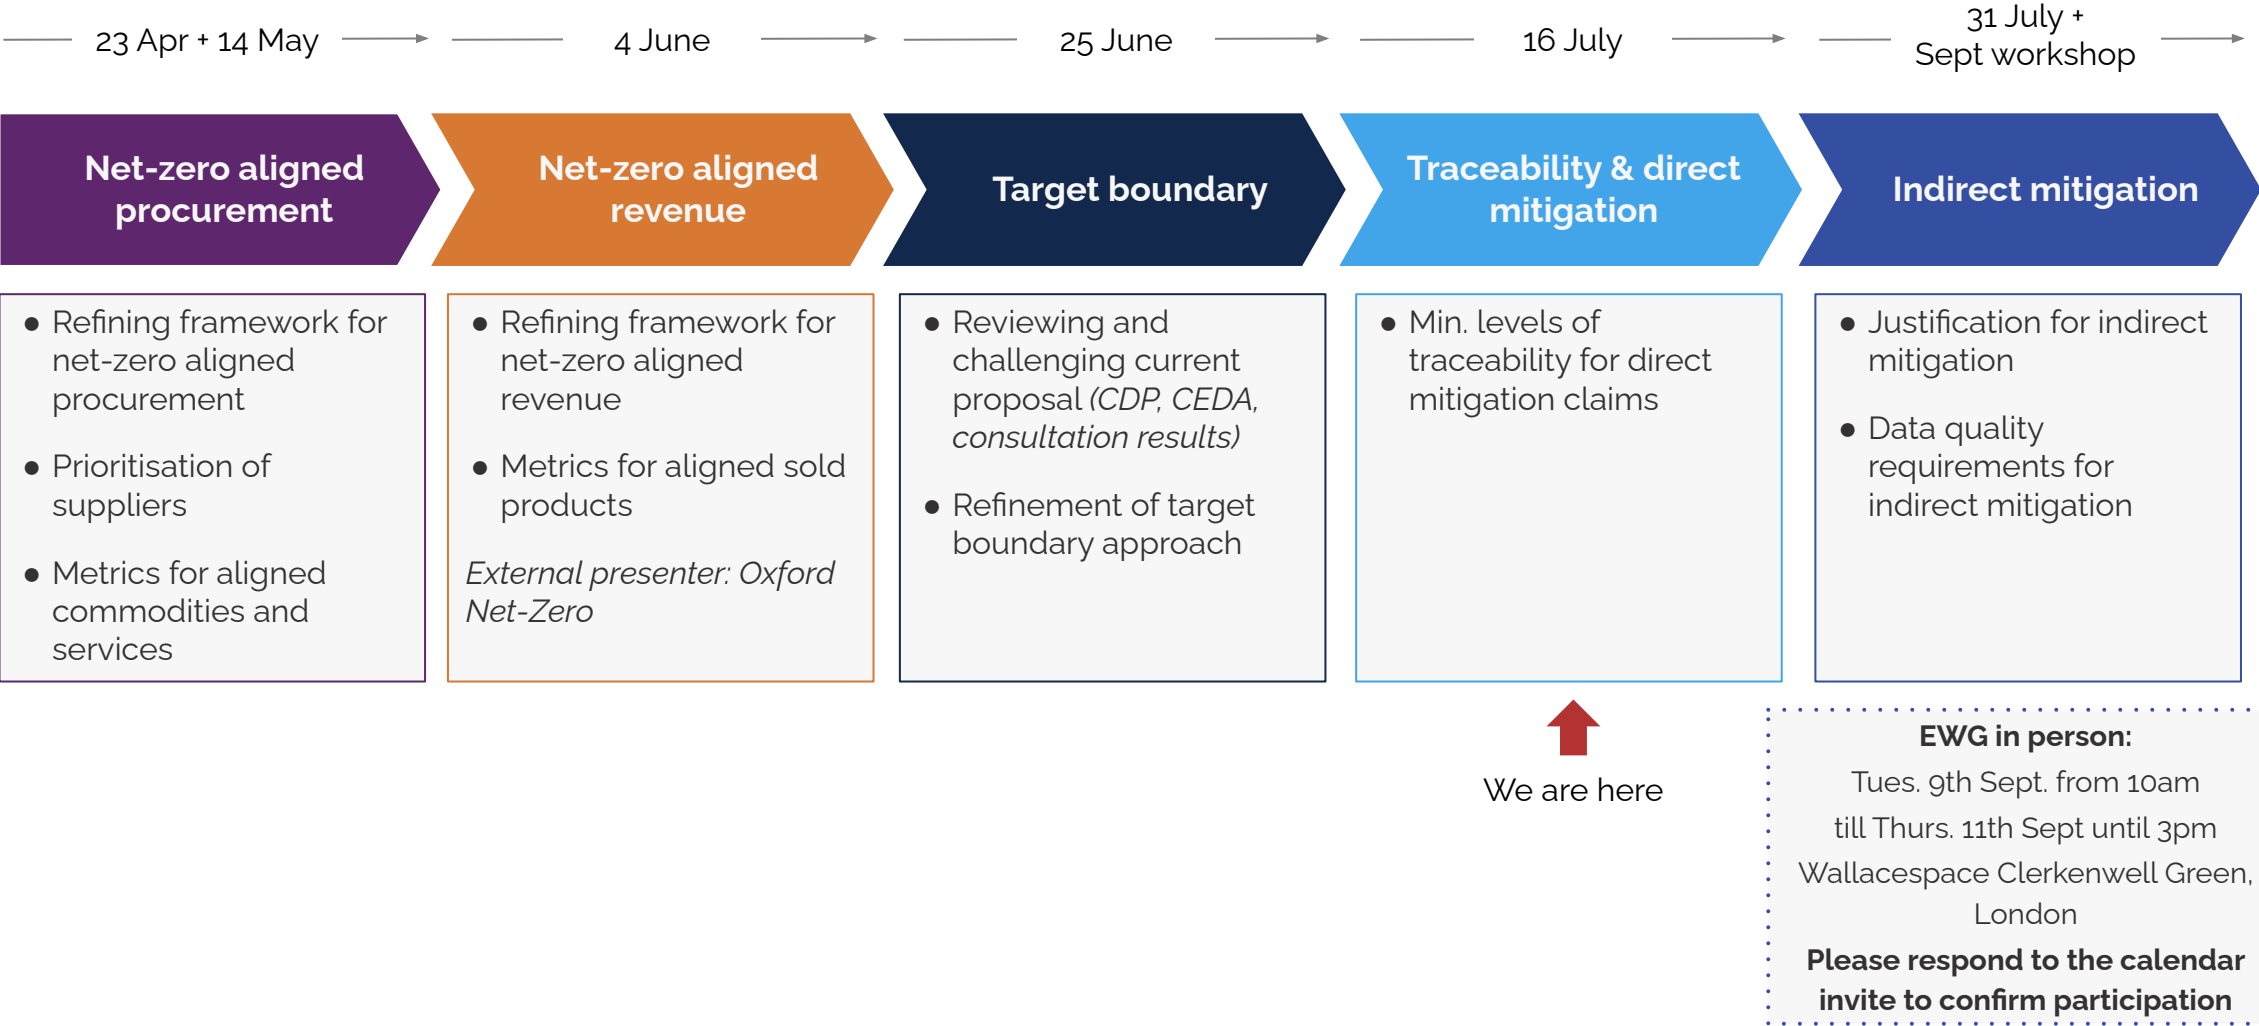 23 Apr + 14 May
4 June
25 June
16 July
31 July +
Sept workshop
Net-zero aligned
procurement
Net-zero aligned
revenue
Target boundary
Traceability & direct
mitigation
Indirect mitigation
● Refining framework for
net-zero aligned
procurement
● Prioritisation of
suppliers
● Metrics for aligned
commodities and
services
● Refining framework for
net-zero aligned
revenue
● Metrics for aligned sold
products
External presenter: Oxford
Net-Zero
● Reviewing and
challenging current
proposal (CDP, CEDA,
consultation results)
● Refinement of target
boundary approach
● Min. levels of
traceability for direct
mitigation claims
● Justification for indirect
mitigation
● Data quality
requirements for
indirect mitigation
We are here
EWG in person:
Tues. 9th Sept. from 10am
till Thurs. 11th Sept until 3pm
Wallacespace Clerkenwell Green,
London
Please respond to the calendar
invite to confirm participation